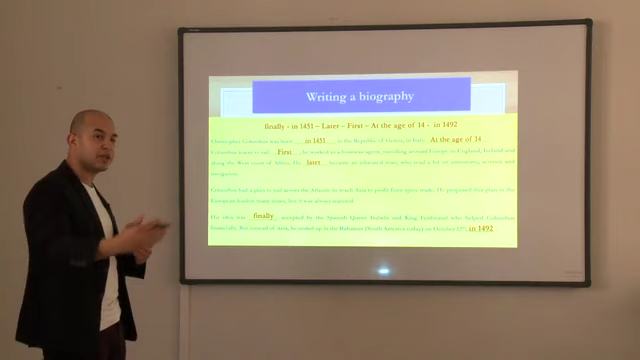 Writing a biography
finally - in 1451 – Later – First – At the age of 14 - in 1492
Christopher Columbus was born in 1451 in the Republic of Genoa, in Italy. At the age of 14
Columbus learnt to sail. First, he worked as a business agent, travelling around Europe to England, Ireland and
along the West coast of Africa. He later became an educated man, who read a lot on astronomy, science and
navigation.
Columbus had a plan to sail across the Atlantic to reach Asia to profit from spice trade. He proposed this plan to the
European leaders many times, but it was always rejected.
His idea was finally accepted by the Spanish Queen Isabella and King Ferdinand who helped Columbus
financially. But instead of Asia, he ended up in the Bahamas (South America today) on October 12th, in 1492